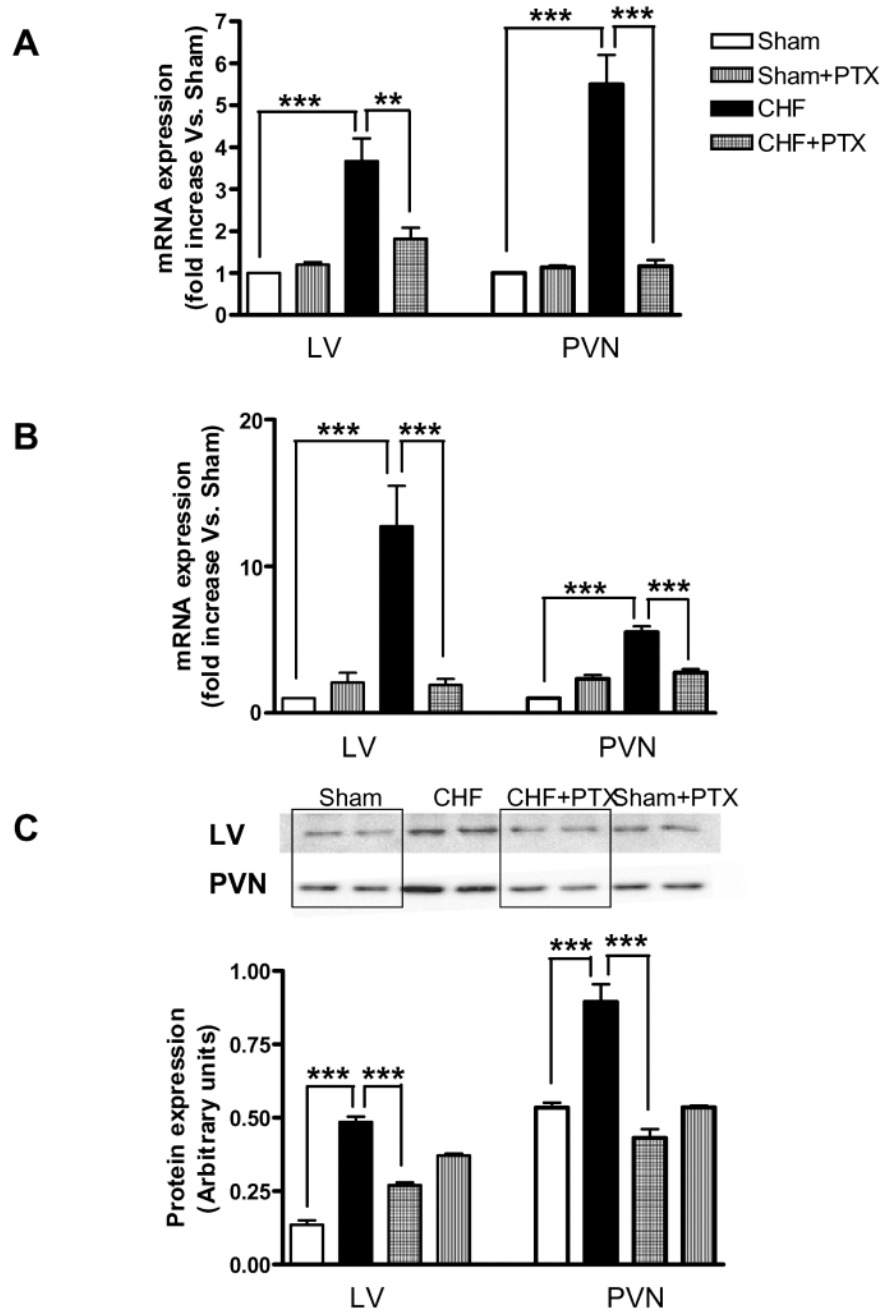 A
mRNA expression
(fold increase Vs. Sham)
7
6
5
4
3
2
1
0
*** ** *** ***
LV PVN
Sham
Sham+PTX
CHF
CHF+PTX
B
mRNA expression
(fold increase Vs. Sham)
20
10
0
*** *** *** ***
LV PVN
C
Sham CHF CHF+PTX Sham+PTX
LV
PVN
Protein expression
(Arbitrary units)
1.00
0.75
0.50
0.25
0.00
*** *** *** ***
LV PVN